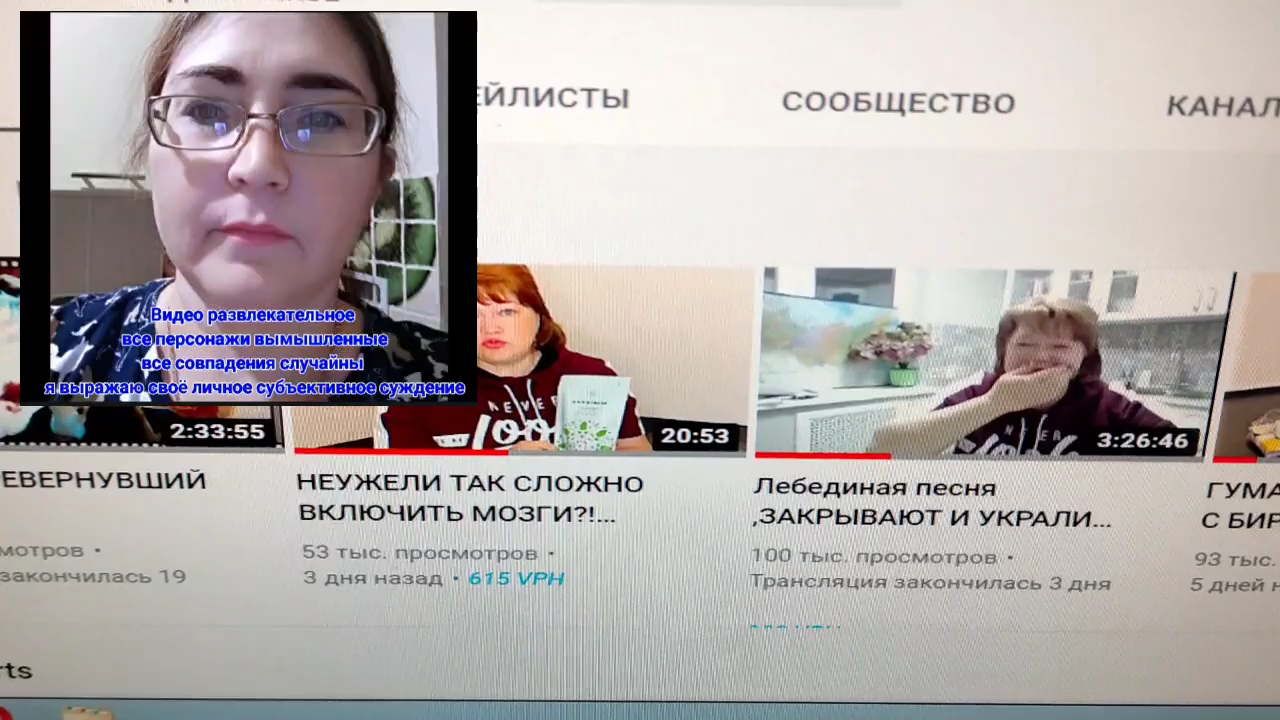 ЕЙЛИСТЫ
СООБЩЕСТВО
КАНАЛ
Видео развлекательное
все персонажи вымышленные
все совпадения случайны
я выражаю своё личное субъективное суждение
NEVER
2:33:55
20:53
3:26:46
ЕВЕРНУВШИЙ
мотров •
закончилась 19
НЕУЖЕЛИ ТАК СЛОЖНО
ВКЛЮЧИТЬ МОЗГИ?!...
53 тыс. просмотров •
3 дня назад • 615 VPH
Лебединая песня
,ЗАКРЫВАЮТ И УКРАЛИ...
100 тыс. просмотров •
Трансляция закончилась 3 дня
ГУМА
С БИР
93 тыс.
5 дней н
rts